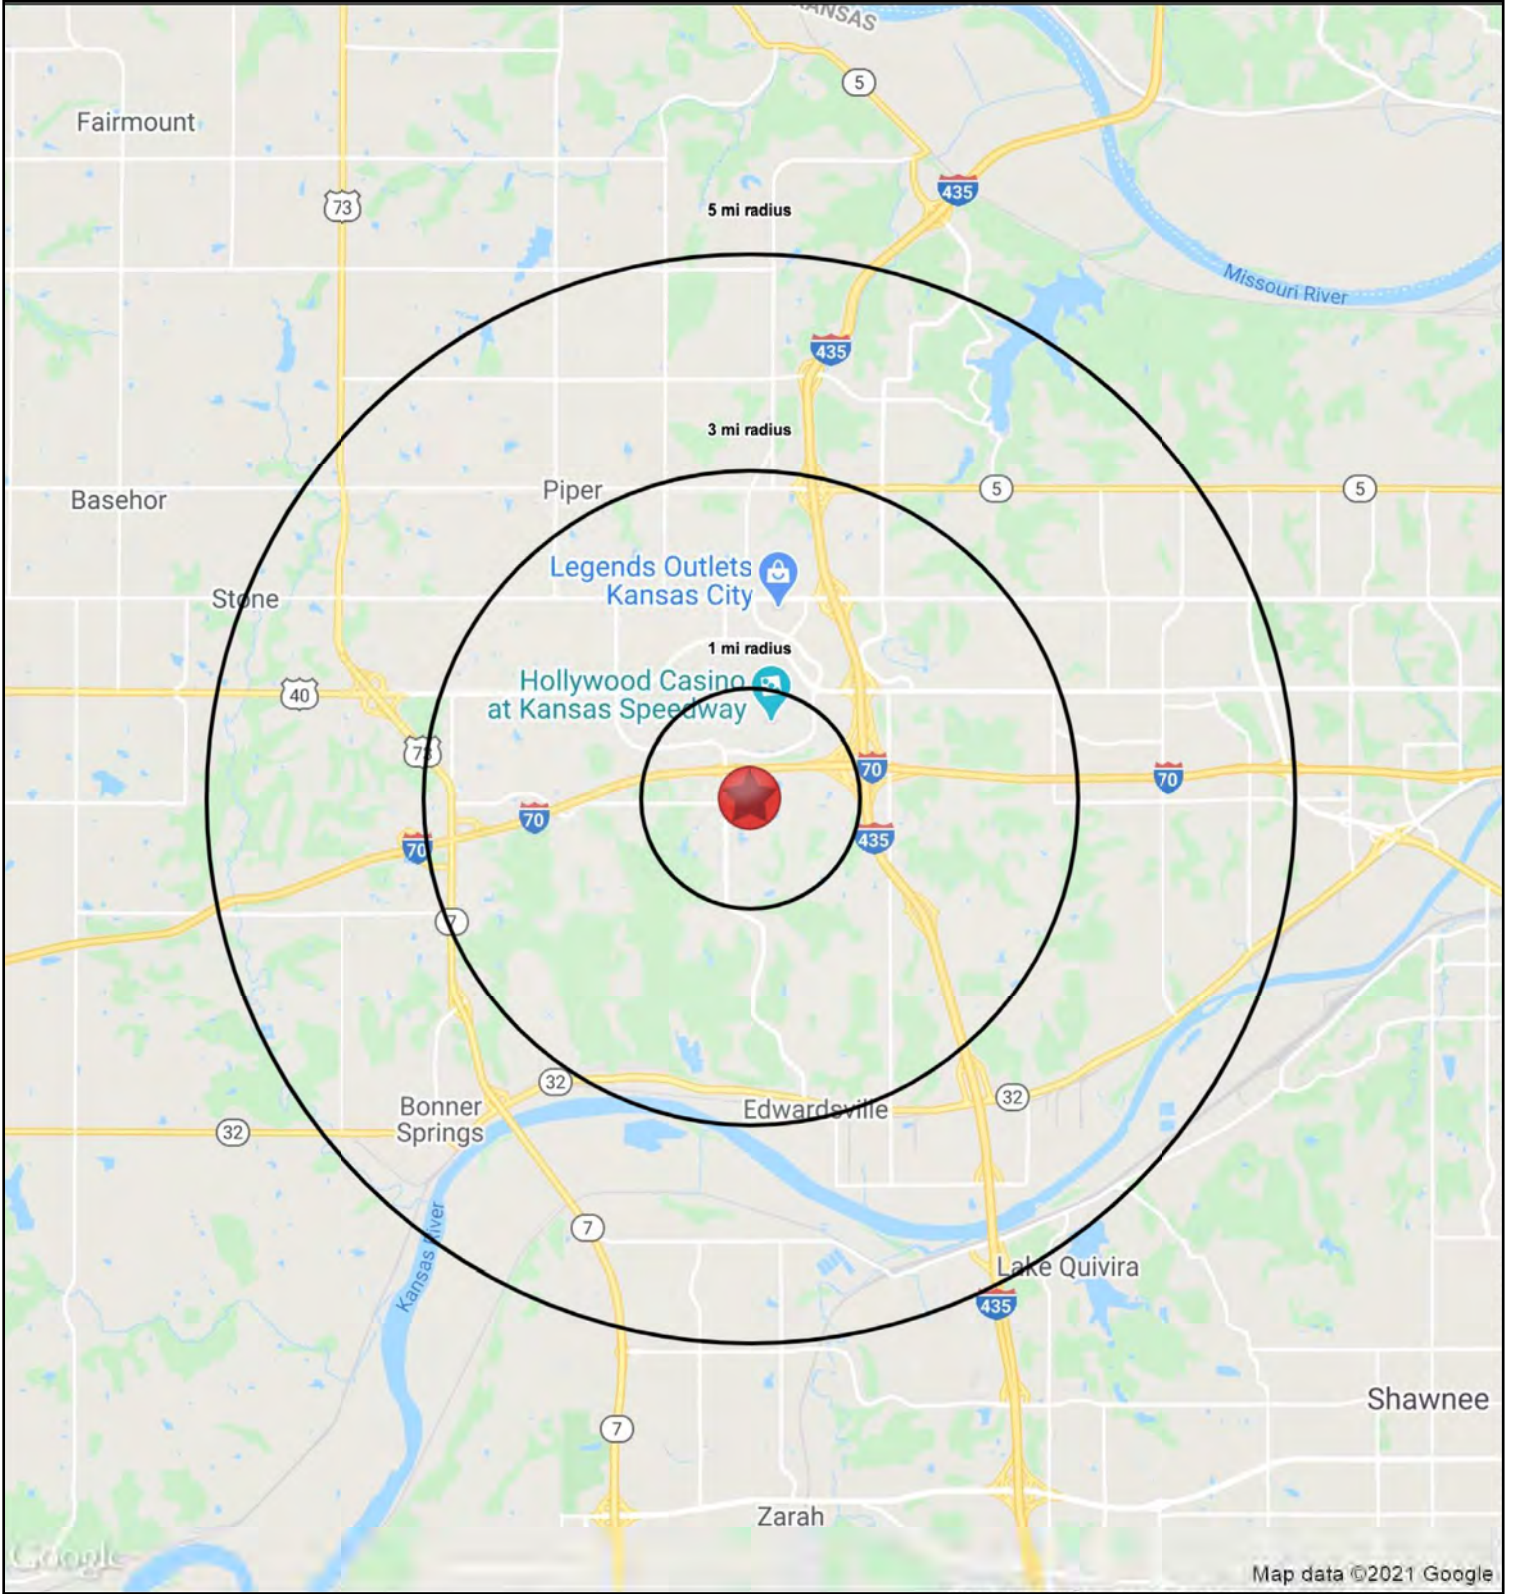 KANSAS
5
Fairmount
435
73
5 mi radius
Missouri River
435
3 mi radius
Piper
5
5
Basehor
Legends Outlets
Kansas City
Stone
1 mi radius
Hollywood Casino
at Kansas Speedway
40
73
70
70
70
70
435
7
32
32
Bonner
Springs
Edwardsville
32
Kansas River
7
Lake Quivira
435
Shawnee
7
Zarah
Google
Map data ©2021 Google